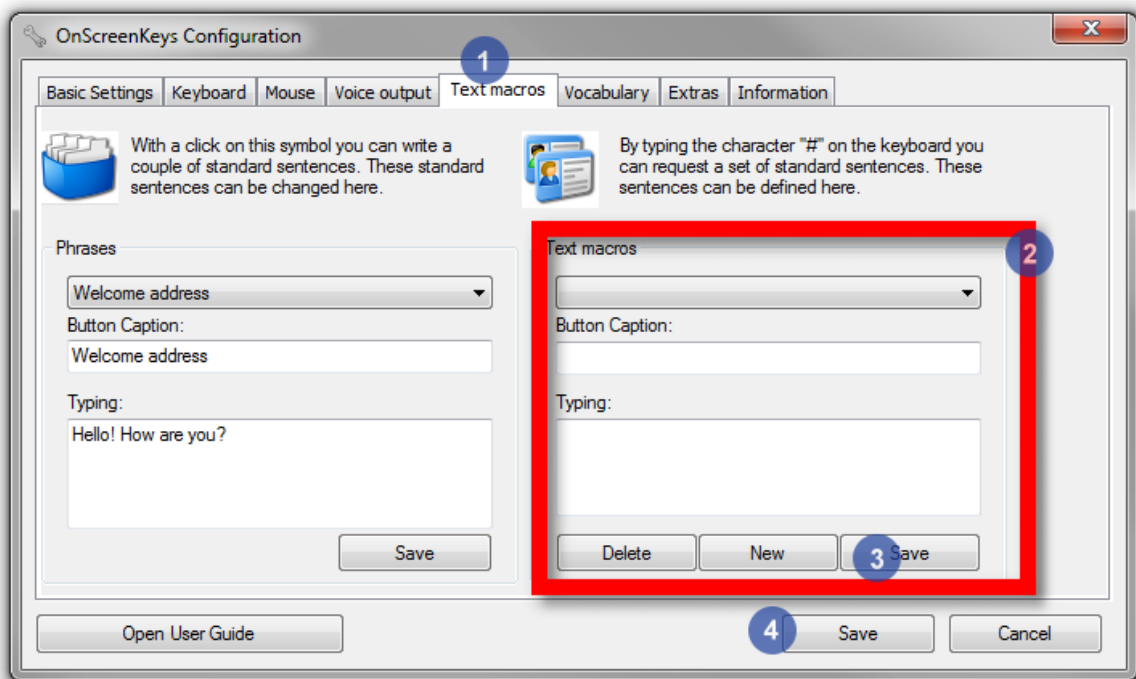 OnScreenKeys Configuration
1
Basic Settings Keyboard Mouse Voice output Text macros Vocabulary Extras Information
With a click on this symbol you can write a
couple of standard sentences. These standard
sentences can be changed here.
By typing the character "#" on the keyboard you
can request a set of standard sentences. These
sentences can be defined here.
Phrases
Welcome address
Button Caption:
Welcome address
Typing:
Hello! How are you?
Save
Text macros
2
Button Caption:
Typing:
Delete New 3 Save
Open User Guide 4 Save Cancel